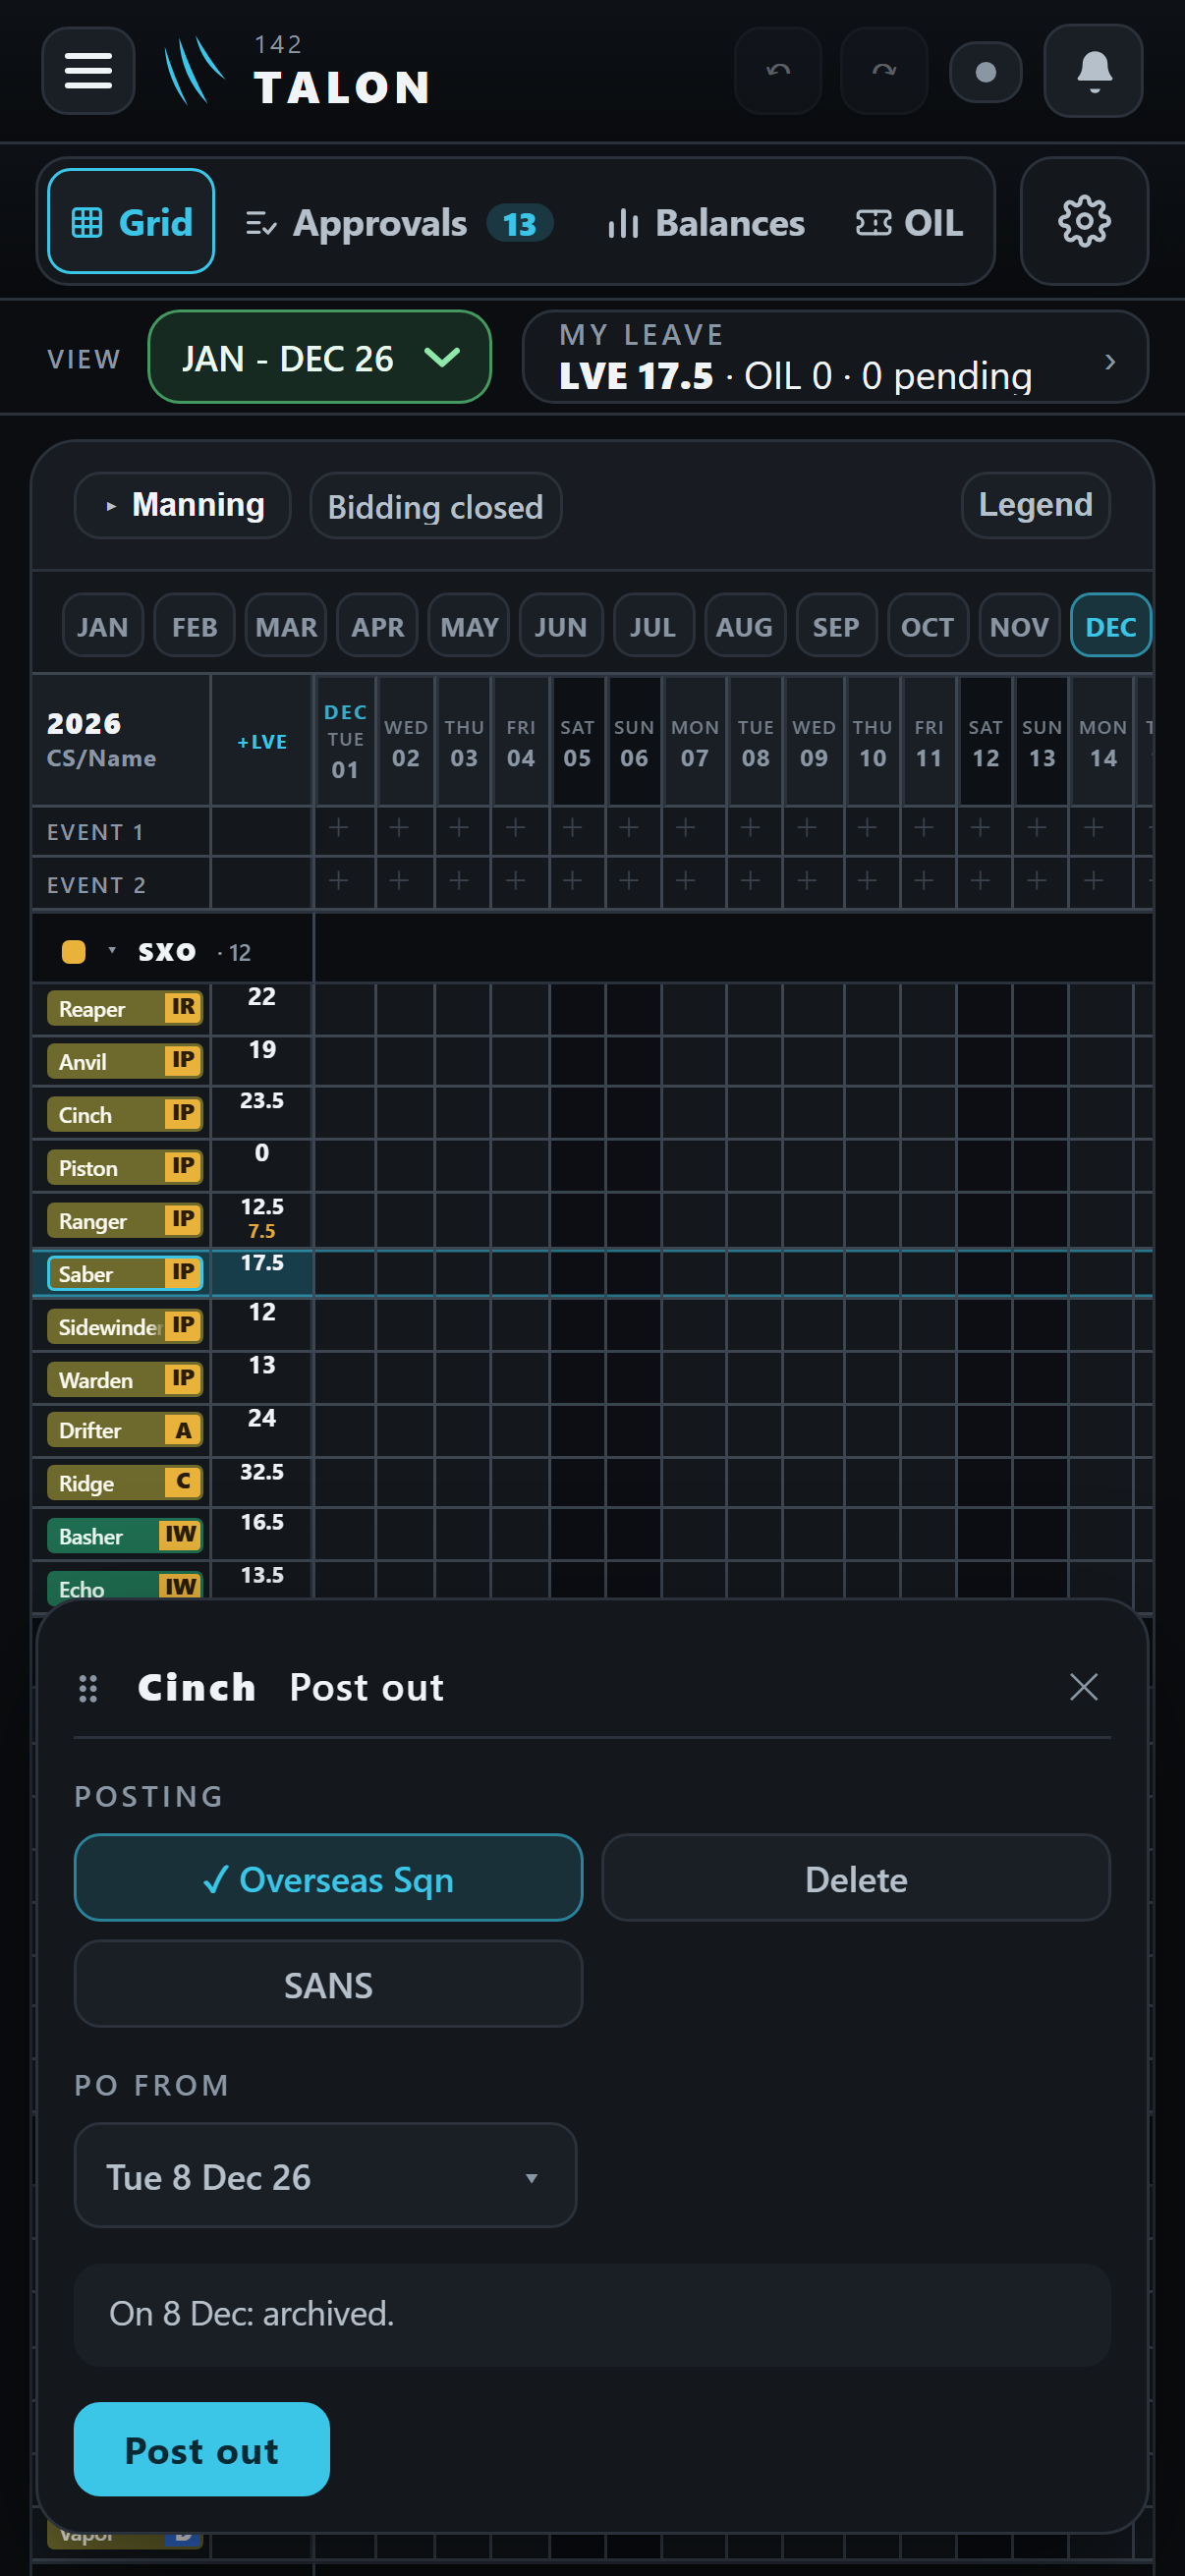 142
TALON
Grid Approvals 13 Balances OIL
VIEW JAN - DEC 26
MY LEAVE
LVE 17.5 · OIL 0 · 0 pending
Manning Bidding closed Legend
JAN FEB MAR APR MAY JUN JUL AUG SEP OCT NOV DEC
2026
CS/Name
+LVE
DEC
TUE WED THU FRI SAT SUN MON TUE WED THU FRI SAT SUN MON
01 02 03 04 05 06 07 08 09 10 11 12 13 14
EVENT 1
EVENT 2
SXO · 12
Reaper IR 22
Anvil IP 19
Cinch IP 23.5
Piston IP 0
Ranger IP 12.5
7.5
Saber IP 17.5
Sidewinder IP 12
Warden IP 13
Drifter A 24
Ridge C 32.5
Basher IW 16.5
Echo IW 13.5
Cinch Post out
POSTING
✓ Overseas Sqn Delete
SANS
PO FROM
Tue 8 Dec 26
On 8 Dec: archived.
Post out